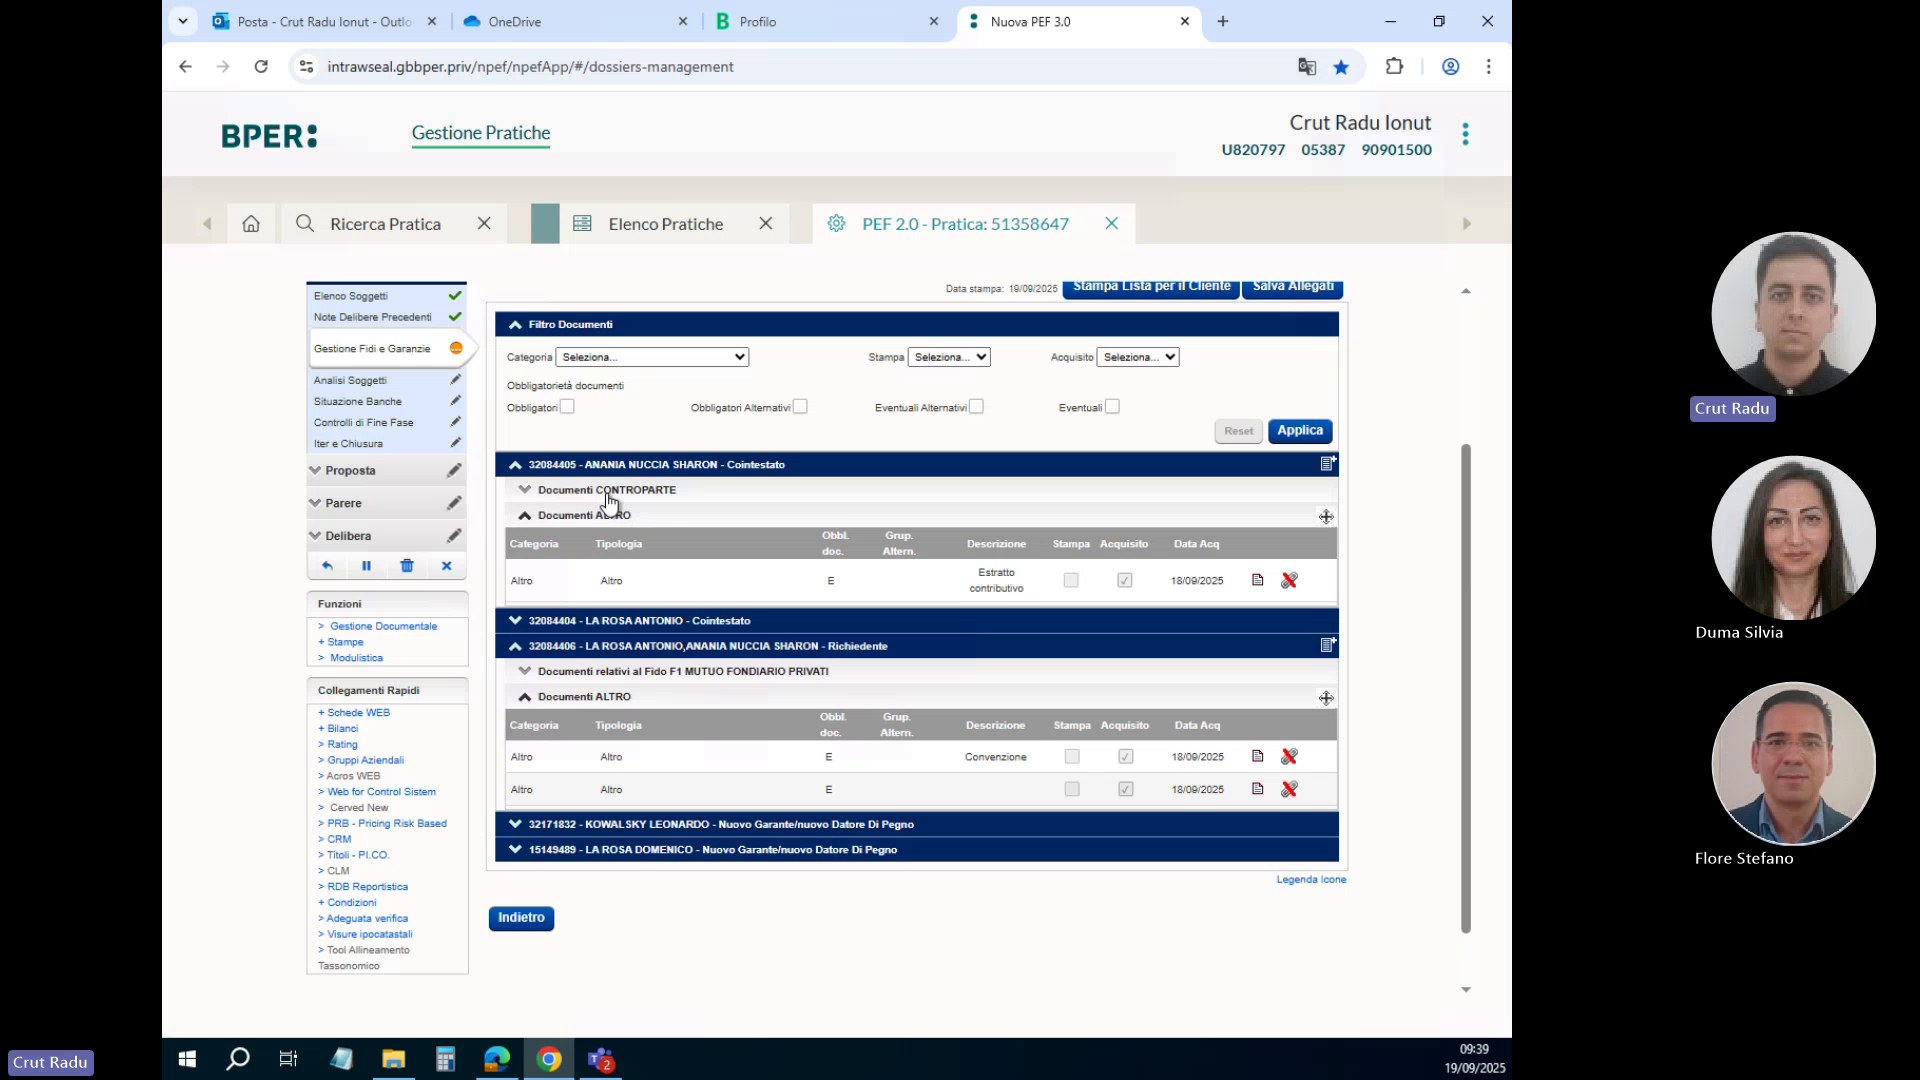 Posta - Crut Radu Ionut - Outlo
OneDrive
Profilo
Nuova PEF 3.0
intrawseal.gbbper.priv/npef/npefApp/#/dossiers-management
BPER:
Gestione Pratiche
Crut Radu Ionut
U820797 05387 90901500
Ricerca Pratica
Elenco Pratiche
PEF 2.0 - Pratica: 51358647
Elenco Soggetti
Note Delibere Precedenti
Gestione Fidi e Garanzie
Analisi Soggetti
Situazione Banche
Controlli di Fine Fase
Iter e Chiusura
Proposta
Parere
Delibera
Funzioni
> Gestione Documentale
+ Stampe
> Modulistica
Collegamenti Rapidi
+ Schede WEB
+ Bilanci
> Rating
> Gruppi Aziendali
> Acros WEB
> Web for Control Sistem
> Cerved New
> PRB - Pricing Risk Based
> CRM
> Titoli - PI.CO.
> CLM
> RDB Reportistica
+ Condizioni
> Adeguata verifica
> Visure ipocatastali
> Tool Allineamento
Tassonomico
Data stampa: 19/09/2025
Stampa Lista per il Cliente
Salva Allegati
Filtro Documenti
Categoria Seleziona...
Stampa Seleziona...
Acquisito Seleziona...
Obbligatorietà documenti
Obbligatori
Obbligatori Alternativi
Eventuali Alternativi
Eventuali
Reset
Applica
32084405 - ANANIA NUCCIA SHARON - Cointestato
Documenti CONTROPARTE
Documenti ALTRO
Categoria Tipologia Obbl. doc. Grup. Altern. Descrizione Stampa Acquisito Data Acq
Altro Altro E Estratto contributivo 18/09/2025
32084404 - LA ROSA ANTONIO - Cointestato
32084406 - LA ROSA ANTONIO,ANANIA NUCCIA SHARON - Richiedente
Documenti relativi al Fido F1 MUTUO FONDIARIO PRIVATI
Documenti ALTRO
Categoria Tipologia Obbl. doc. Grup. Altern. Descrizione Stampa Acquisito Data Acq
Altro Altro E Convenzione 18/09/2025
Altro Altro E 18/09/2025
32171832 - KOWALSKY LEONARDO - Nuovo Garante/nuovo Datore Di Pegno
15149489 - LA ROSA DOMENICO - Nuovo Garante/nuovo Datore Di Pegno
Legenda Icone
Indietro
Crut Radu
Duma Silvia
Flore Stefano
Crut Radu
2
09:39
19/09/2025